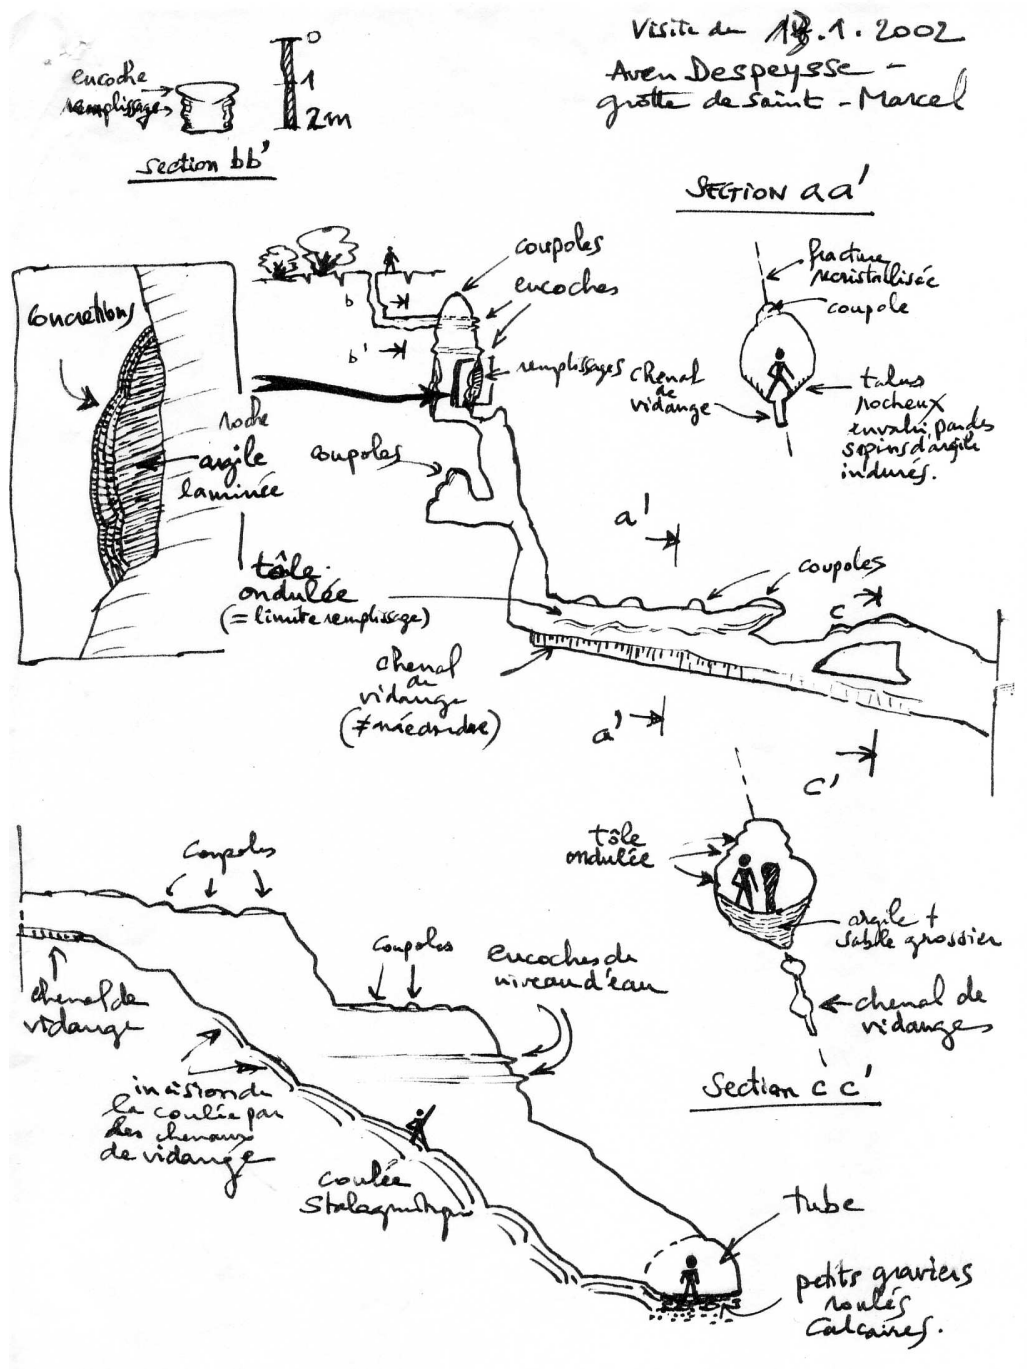 Visite du 18.1.2002
Aven Despeysse -
grotte de Saint-Marcel
encoche
remplissage
0
1
2m
Section bb'
SECTION aa'
coupoles
encoches
b
b'
remplissages
fracture
recristallisée
coupole
chenal
de
vidange
talus
rocheux
envahi par des
sapins d'argile
indurés.
Concrétions
roche
argile
laminée
coupoles
a'
coupoles
c
tôle
ondulée
(= limite remplissage)
chenal
de
vidange
(≠ méandre)
a'
c'
Coupoles
tôle
ondulée
argile +
sable grossier
Coupoles
encoches de
niveau d'eau
chenal de
vidange
chenal de
vidanges
Section cc'
incision de
la coulée par
des chenaux
de vidange
coulée
Stalagmitique
tube
petits graviers
roulés
Calcaires.